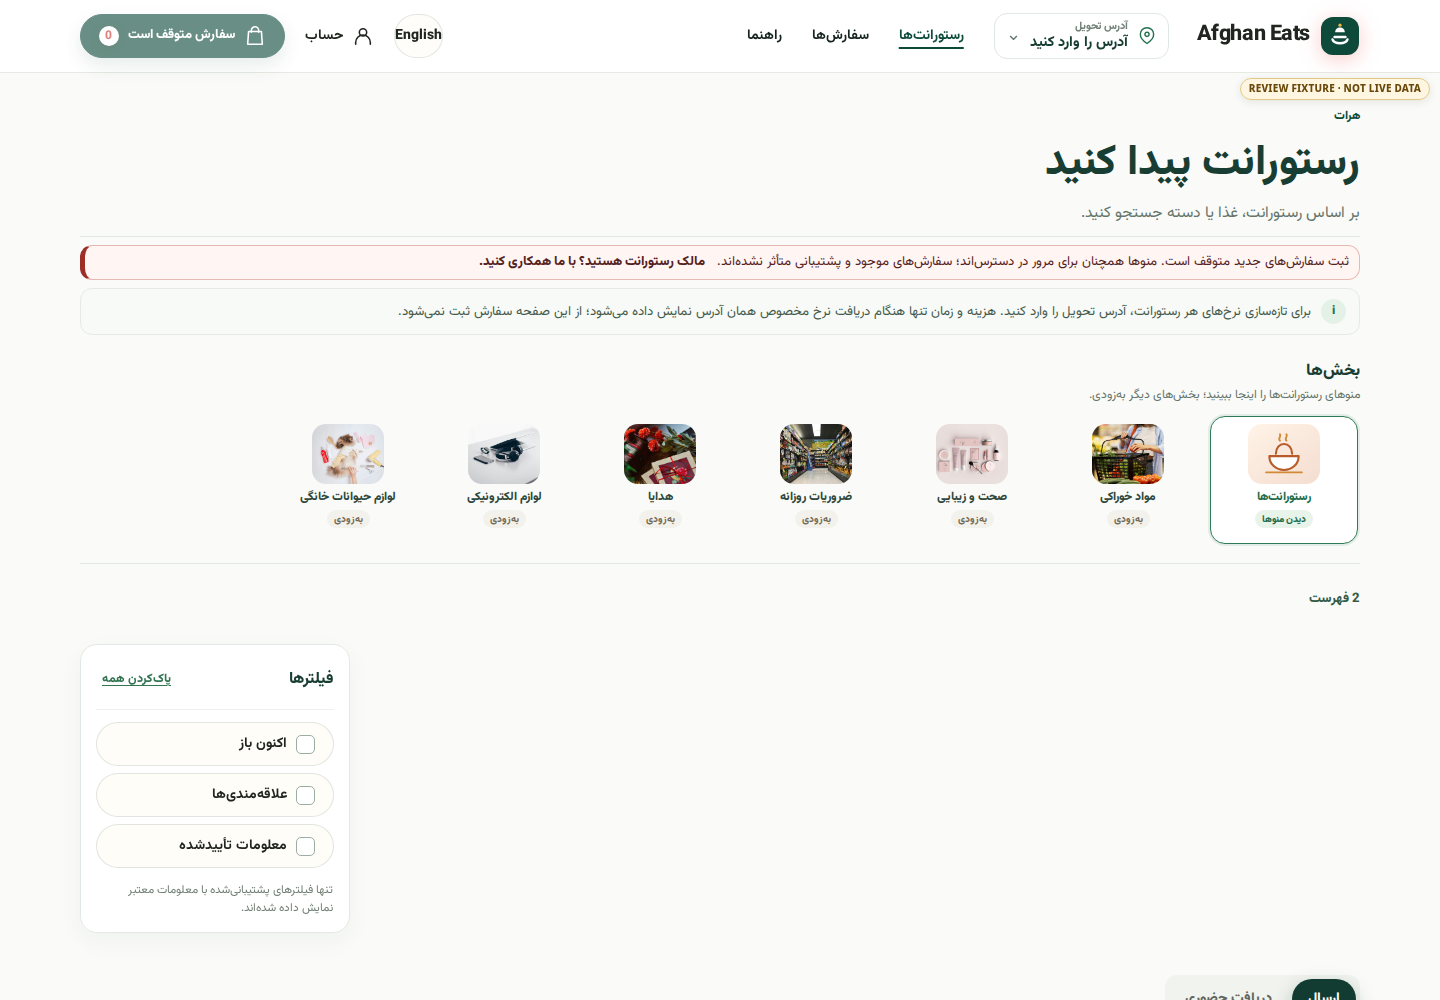 Afghan Eats
آدرس تحویل
آدرس را وارد کنید
رستورانت‌ها
سفارش‌ها
راهنما
English
حساب
سفارش متوقف است
0
REVIEW FIXTURE · NOT LIVE DATA
هرات
رستورانت پیدا کنید
بر اساس رستورانت، غذا یا دسته جستجو کنید.
ثبت سفارش‌های جدید متوقف است. منوها همچنان برای مرور در دسترس‌اند؛ سفارش‌های موجود و پشتیبانی متأثر نشده‌اند. مالک رستورانت هستید؟ با ما همکاری کنید.
i
برای تازه‌سازی نرخ‌های هر رستورانت، آدرس تحویل را وارد کنید. هزینه و زمان تنها هنگام دریافت نرخ مخصوص همان آدرس نمایش داده می‌شود؛ از این صفحه سفارش ثبت نمی‌شود.
بخش‌ها
منوهای رستورانت‌ها را اینجا ببینید؛ بخش‌های دیگر به‌زودی.
رستورانت‌ها
دیدن منوها
مواد خوراکی
به‌زودی
صحت و زیبایی
به‌زودی
ضروریات روزانه
به‌زودی
هدایا
به‌زودی
لوازم الکترونیکی
به‌زودی
لوازم حیوانات خانگی
به‌زودی
2 فهرست
فیلترها
پاک‌کردن همه
اکنون باز
علاقه‌مندی‌ها
معلومات تأییدشده
تنها فیلترهای پشتیبانی‌شده با معلومات معتبر
نمایش داده شده‌اند.
ارسال
دریافت حضوری